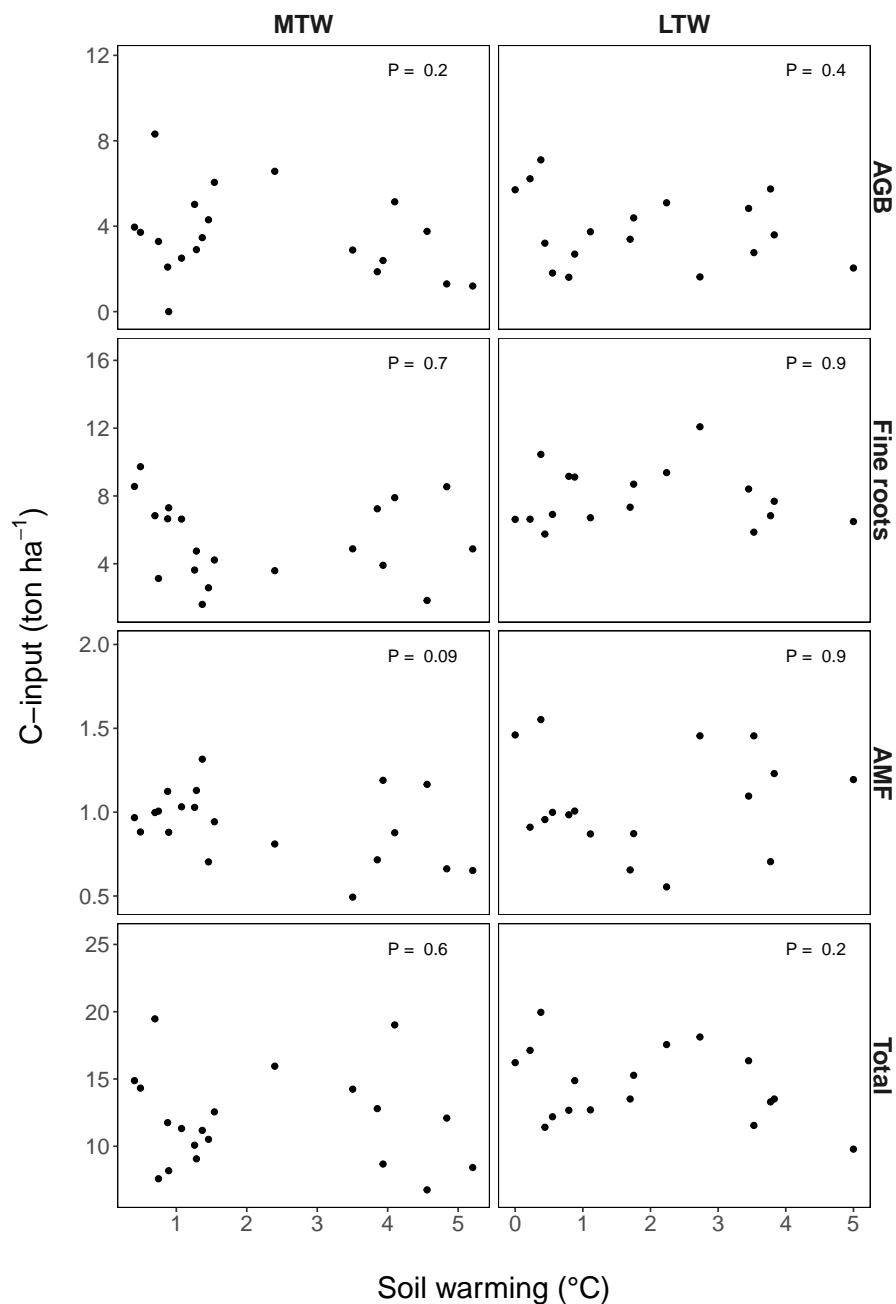 MTW
LTW
12
8
4
0
P = 0.2
P = 0.4
AGB
16
12
8
4
P = 0.7
P = 0.9
Fine roots
2.0
1.5
1.0
0.5
P = 0.09
P = 0.9
AMF
25
20
15
10
P = 0.6
P = 0.2
Total
1 2 3 4 5
0 1 2 3 4 5
C−input (ton ha⁻¹)
Soil warming (°C)